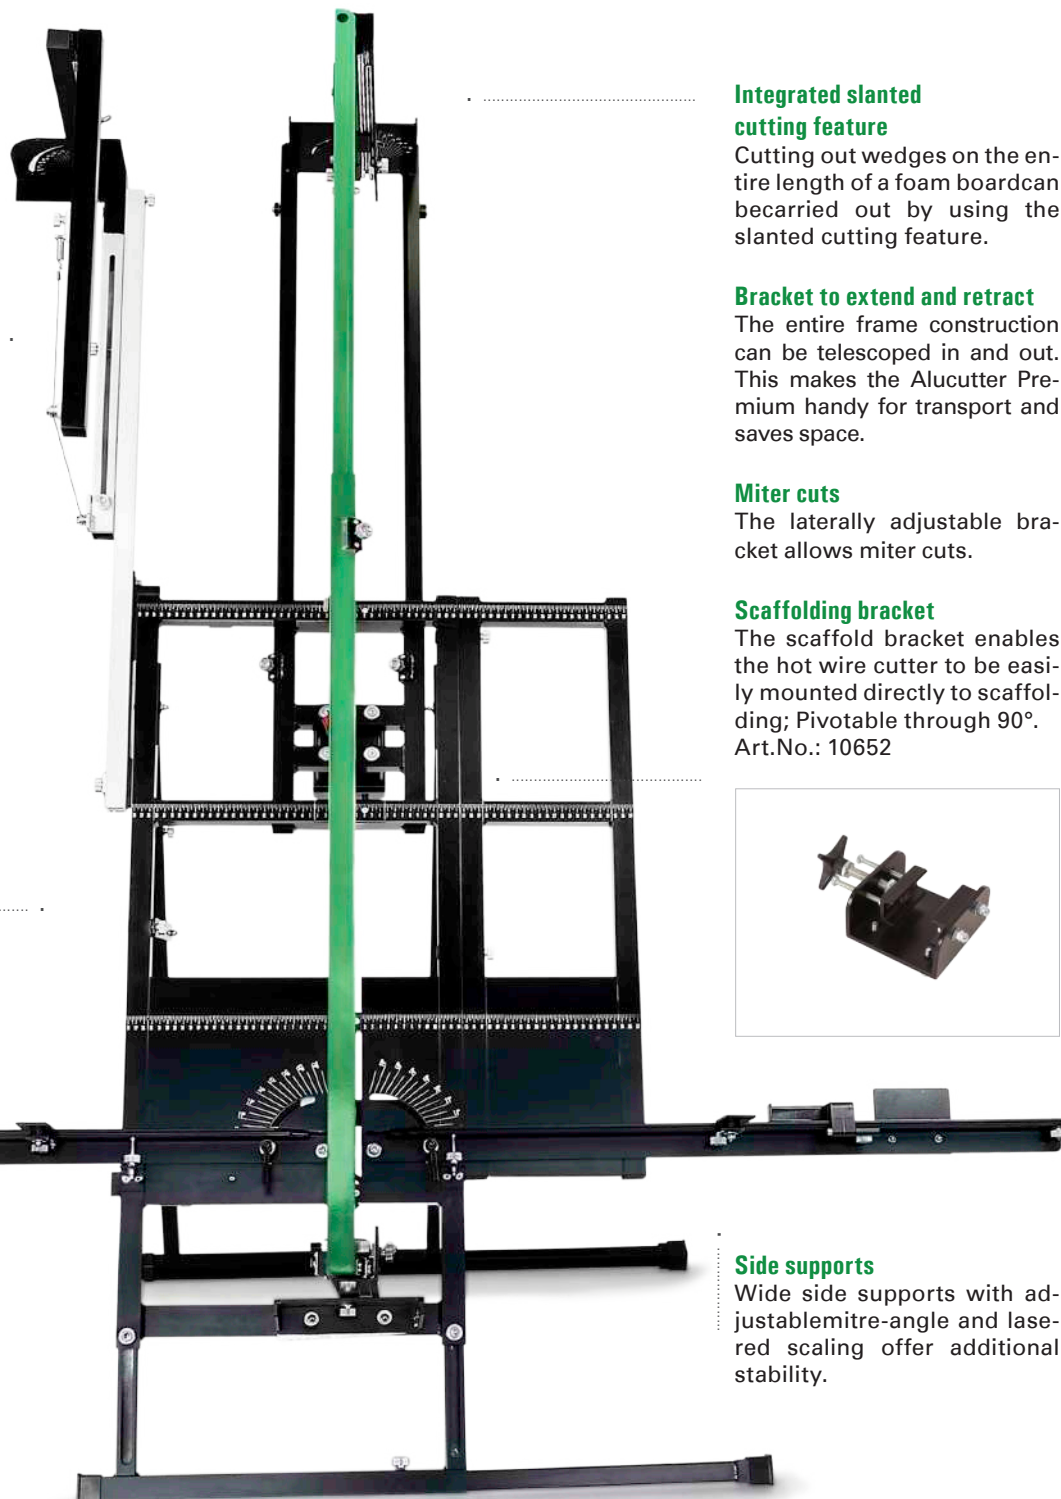 Integrated slanted
cutting feature
Cutting out wedges on the en-
tire length of a foam boardcan
becarried out by using the
slanted cutting feature.
Bracket to extend and retract
The entire frame construction
can be telescoped in and out.
This makes the Alucutter Pre-
mium handy for transport and
saves space.
Miter cuts
The laterally adjustable bra-
cket allows miter cuts.
Scaffolding bracket
The scaffold bracket enables
the hot wire cutter to be easi-
ly mounted directly to scaffol-
ding; Pivotable through 90°.
Art.No.: 10652
Side supports
Wide side supports with ad-
justablemitre-angle and lase-
red scaling offer additional
stability.